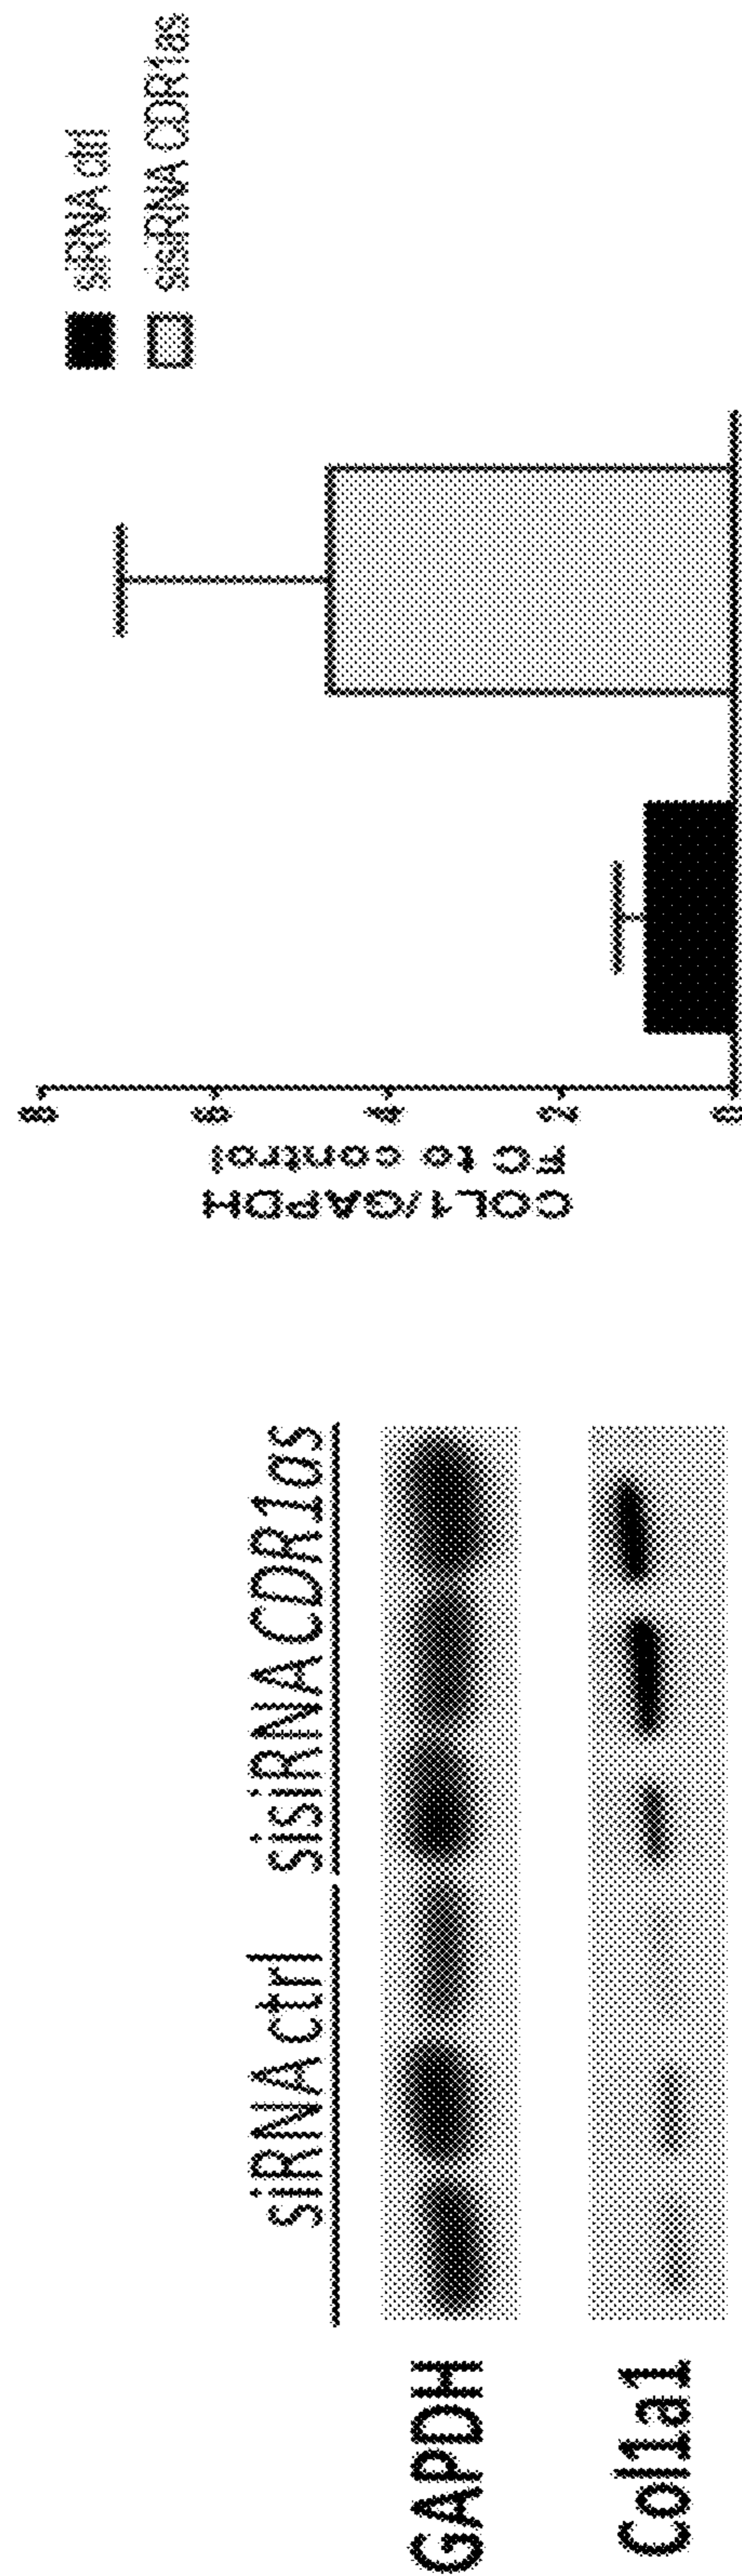 siRNA ctrl
sisiRNA CDR1as
GAPDH
Col1a1
COL1/GAPDH
FC to control
8
6
4
2
0
siRNA ctrl
sisiRNA CDR1as